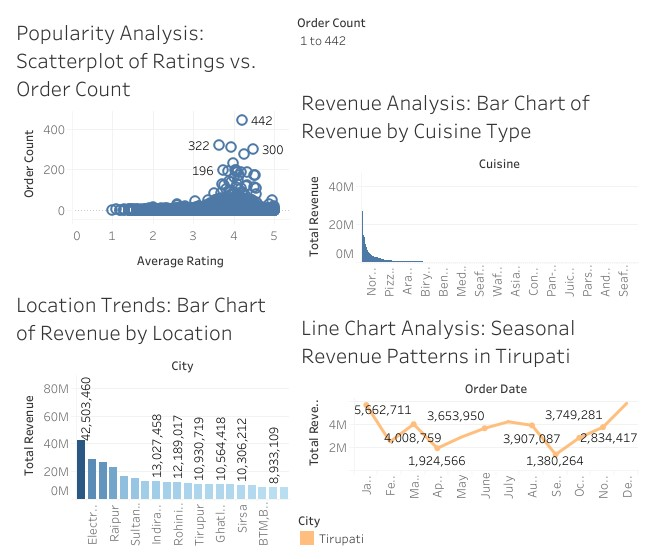 Popularity Analysis:
Scatterplot of Ratings vs.
Order Count
Order Count
400
200
0
442
322
300
196
0 1 2 3 4 5
Average Rating
Order Count
1 to 442
Revenue Analysis: Bar Chart of
Revenue by Cuisine Type
Cuisine
Total Revenue
40M
20M
0M
Nor..
Pizz..
Ara..
Biry..
Ben..
Med..
Seaf..
Waf..
Asia..
Con..
Pan-..
Juic..
Pars..
And..
Seaf..
Location Trends: Bar Chart
of Revenue by Location
City
Total Revenue
80M
60M
40M
20M
0M
42,503,460
13,027,458
12,189,017
10,930,719
10,564,418
10,306,212
8,933,109
Electr..
Raipur
Sultan..
Indira..
Rohini..
Tirupur
Ghatl..
Sirsa
BTM,B..
Line Chart Analysis: Seasonal
Revenue Patterns in Tirupati
Order Date
Total Reve..
4M
2M
5,662,711
4,008,759
1,924,566
3,653,950
3,907,087
1,380,264
3,749,281
2,834,417
Ja..
Fe..
Ma..
Ap..
May
June
July
Au..
Se..
Oc..
No..
De..
City
Tirupati